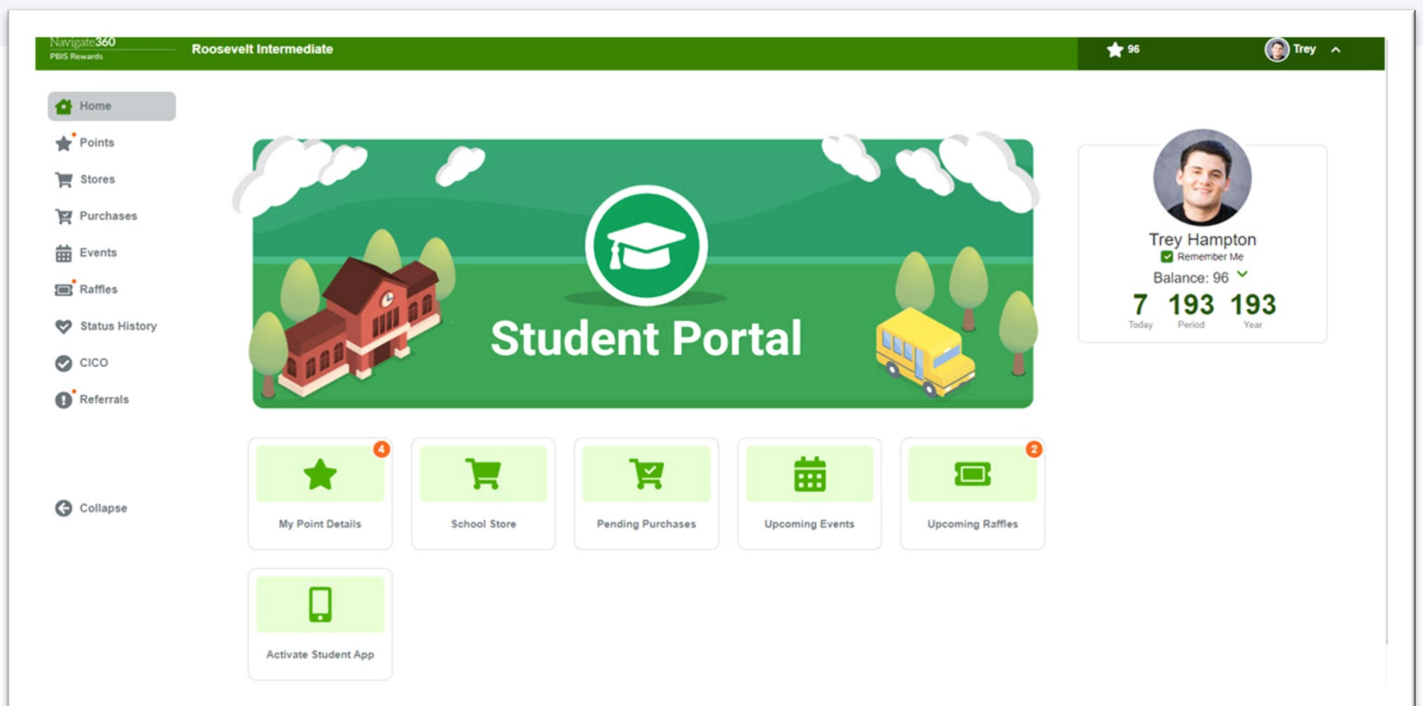 Navigate360
PBIS Rewards
Roosevelt Intermediate
96
Trey
Home
Points
Stores
Purchases
Events
Raffles
Status History
CICO
Referrals
Collapse
Student Portal
Trey Hampton
Remember Me
Balance: 96
7 193 193
Today Period Year
4
2
My Point Details
School Store
Pending Purchases
Upcoming Events
Upcoming Raffles
Activate Student App